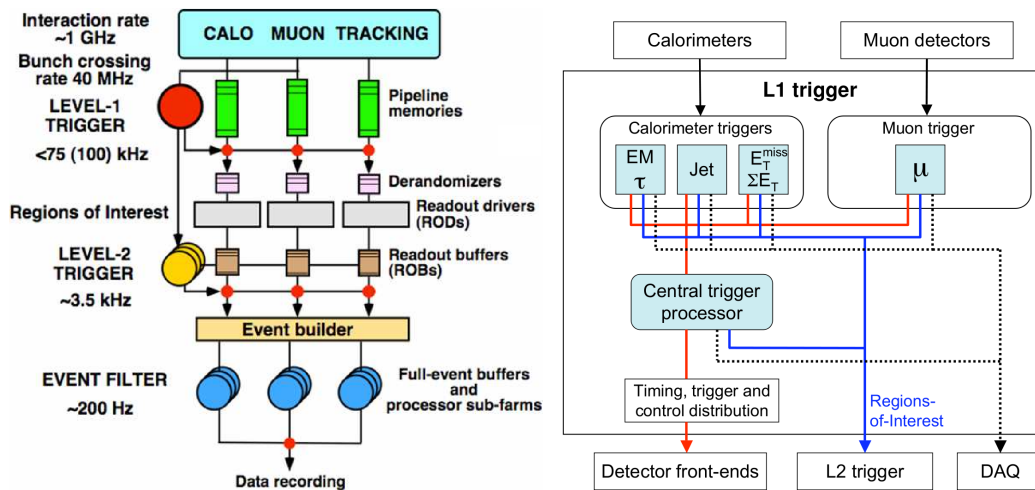 Interaction rate
~1 GHz
CALO MUON TRACKING
Bunch crossing
rate 40 MHz
LEVEL-1
TRIGGER
<75 (100) kHz
Pipeline
memories
Derandomizers
Regions of Interest
Readout drivers
(RODs)
LEVEL-2
TRIGGER
~3.5 kHz
Readout buffers
(ROBs)
Event builder
EVENT FILTER
~200 Hz
Full-event buffers
and
processor sub-farms
Data recording
Calorimeters
Muon detectors
L1 trigger
Calorimeter triggers
Muon trigger
EM
τ
Jet
E_T^miss
ΣE_T
μ
Central trigger
processor
Timing, trigger and
control distribution
Regions-
of-Interest
Detector front-ends
L2 trigger
DAQ